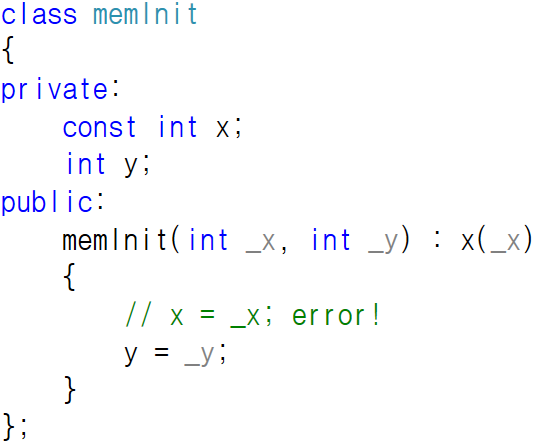 class memInit
{
private:
    const int x;
    int y;
public:
    memInit(int _x, int _y) : x(_x)
    {
        // x = _x; error!
        y = _y;
    }
};